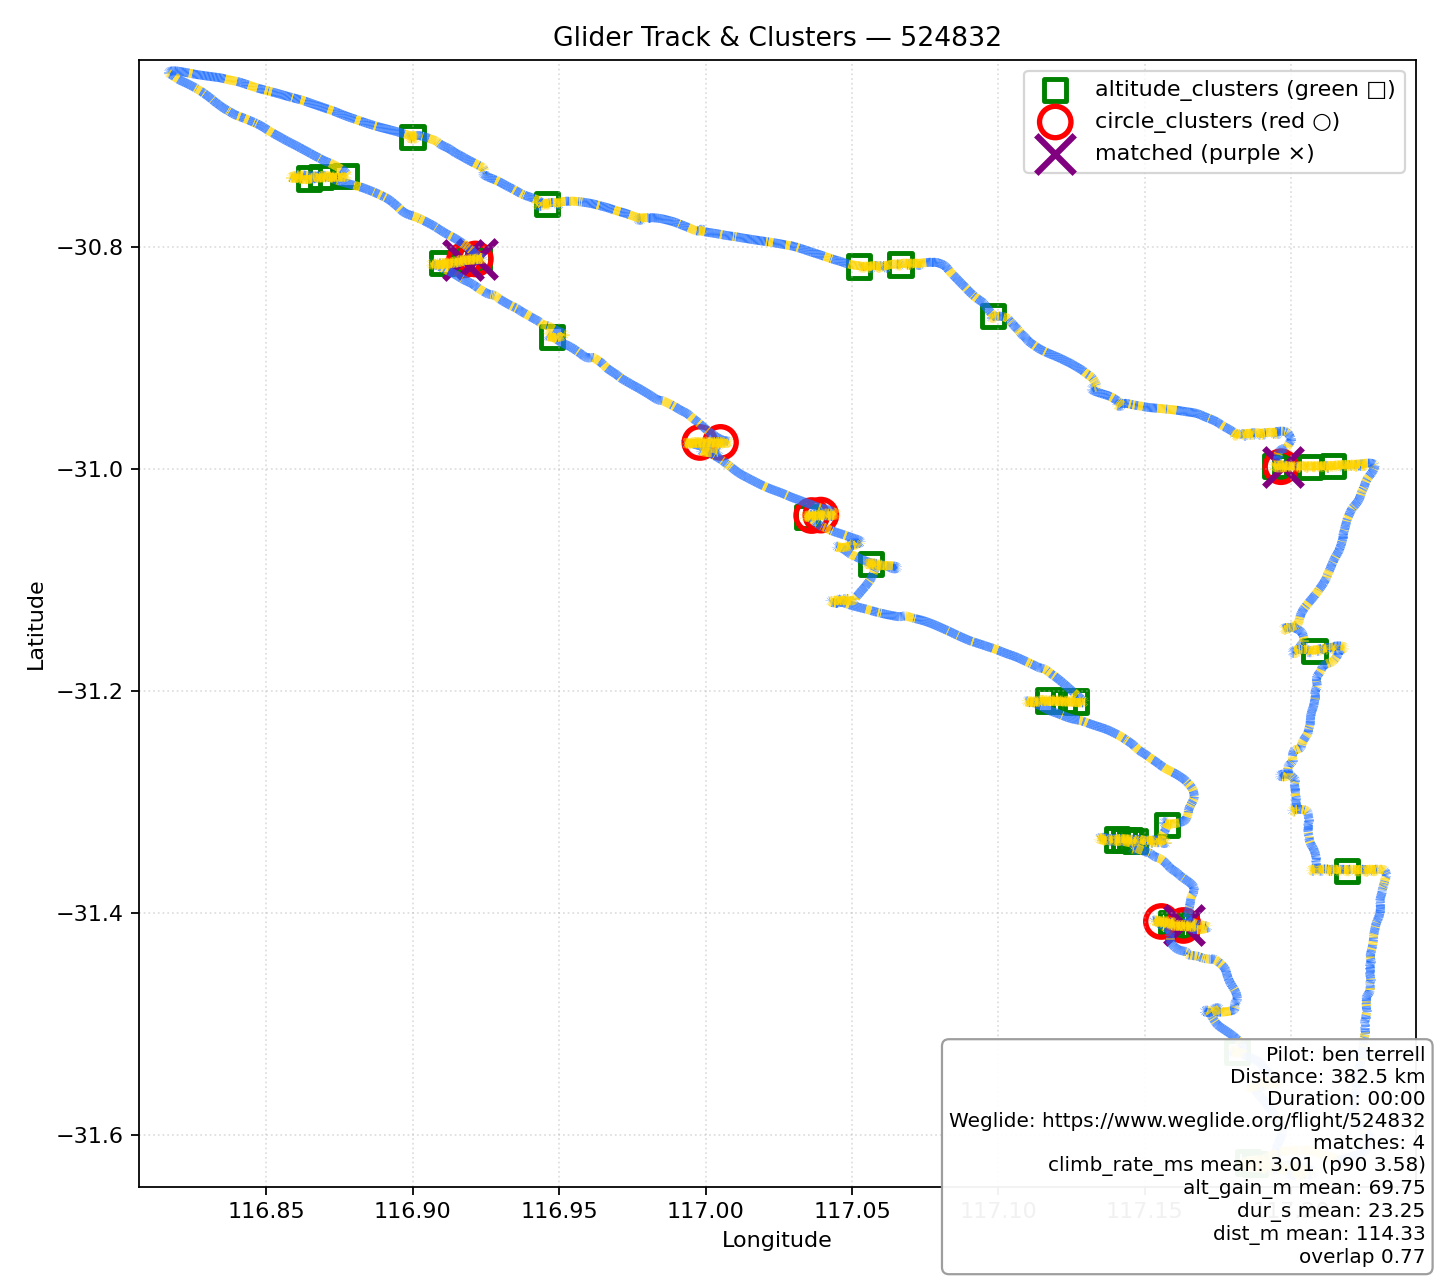 Glider Track & Clusters — 524832
altitude_clusters (green □)
circle_clusters (red ○)
matched (purple ×)
Latitude
−30.8
−31.0
−31.2
−31.4
−31.6
116.85
116.90
116.95
117.00
117.05
117.10
117.15
Longitude
Pilot: ben terrell
Distance: 382.5 km
Duration: 00:00
Weglide: https://www.weglide.org/flight/524832
matches: 4
climb_rate_ms mean: 3.01 (p90 3.58)
alt_gain_m mean: 69.75
dur_s mean: 23.25
dist_m mean: 114.33
overlap 0.77